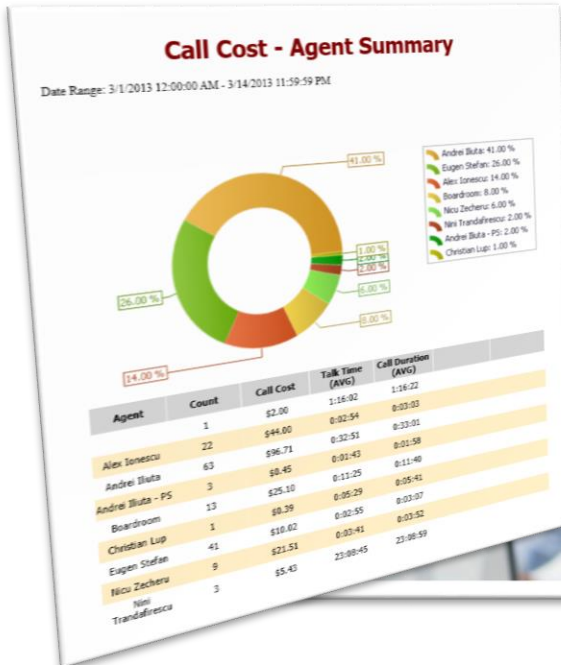 Call Cost - Agent Summary
Date Range: 3/1/2013 12:00:00 AM - 3/14/2013 11:59:59 PM
41.00 %
1.00 %
2.00 %
2.00 %
6.00 %
8.00 %
14.00 %
26.00 %
Andrei Iliuta: 41.00 %
Eugen Stefan: 26.00 %
Alex Ionescu: 14.00 %
Boardroom: 8.00 %
Nicu Zecheru: 6.00 %
Nini Trandafirescu: 2.00 %
Andrei Iliuta - PS: 2.00 %
Christian Lup: 1.00 %
Agent Count Call Cost Talk Time (AVG) Call Duration (AVG)
1 $2.00 1:16:02 1:16:22
Alex Ionescu 22 $44.00 0:02:54 0:03:03
Andrei Iliuta 63 $96.71 0:32:51 0:33:01
Andrei Iliuta - PS 3 $0.45 0:01:43 0:01:58
Boardroom 13 $25.10 0:11:25 0:11:40
Christian Lup 1 $0.39 0:05:29 0:05:41
Eugen Stefan 41 $10.02 0:02:55 0:03:07
Nicu Zecheru 9 $21.51 0:03:41 0:03:52
Nini Trandafirescu 3 $5.43 23:08:45 23:08:59